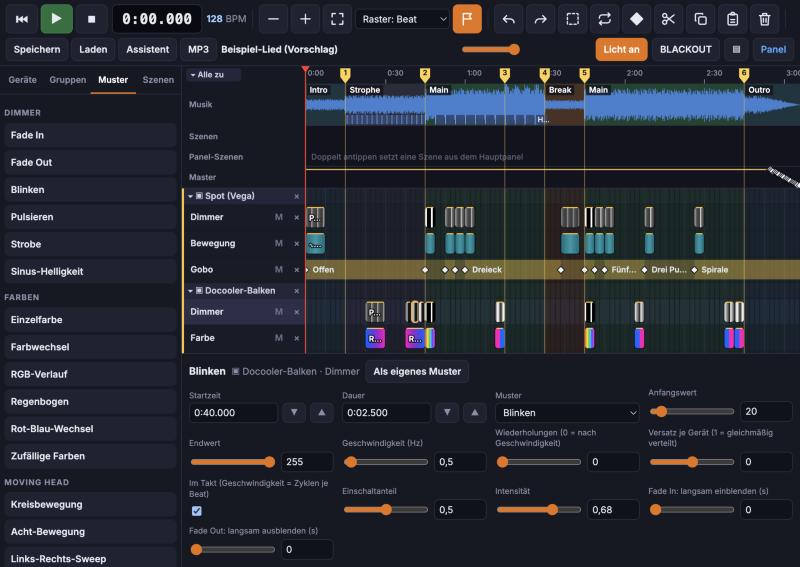 0:00.000
128 BPM
Raster: Beat
Speichern
Laden
Assistent
MP3
Beispiel-Lied (Vorschlag)
Licht an
BLACKOUT
Panel
Geräte
Gruppen
Muster
Szenen
DIMMER
Fade In
Fade Out
Blinken
Pulsieren
Strobe
Sinus-Helligkeit
FARBEN
Einzelfarbe
Farbwechsel
RGB-Verlauf
Regenbogen
Rot-Blau-Wechsel
Zufällige Farben
MOVING HEAD
Kreisbewegung
Acht-Bewegung
Links-Rechts-Sweep
Alle zu
0:00
1
0:30
2
1:00
3
4
:30
5
2:00
2:30
6
3:00
Musik
Intro
Strophe
Main
Break
Main
Outro
H...
Szenen
Panel-Szenen
Doppelt antippen setzt eine Szene aus dem Hauptpanel
Master
Spot (Vega) ×
Dimmer M ×
P...
Bewegung M ×
Gobo M ×
Offen
Dreieck
Fünf...
Drei Pu...
Spirale
Docooler-Balken ×
Dimmer M ×
P...
Farbe M ×
R...
R...
Blinken
Docooler-Balken · Dimmer
Als eigenes Muster
Startzeit
0:40.000
Dauer
0:02.500
Muster
Blinken
Anfangswert
20
Endwert
255
Geschwindigkeit (Hz)
0,5
Wiederholungen (0 = nach
Geschwindigkeit)
0
Versatz je Gerät (1 = gleichmäßig
verteilt)
0
Im Takt (Geschwindigkeit = Zyklen je
Beat)
Einschaltanteil
0,5
Intensität
0,68
Fade In: langsam einblenden (s)
0
Fade Out: langsam ausblenden (s)
0